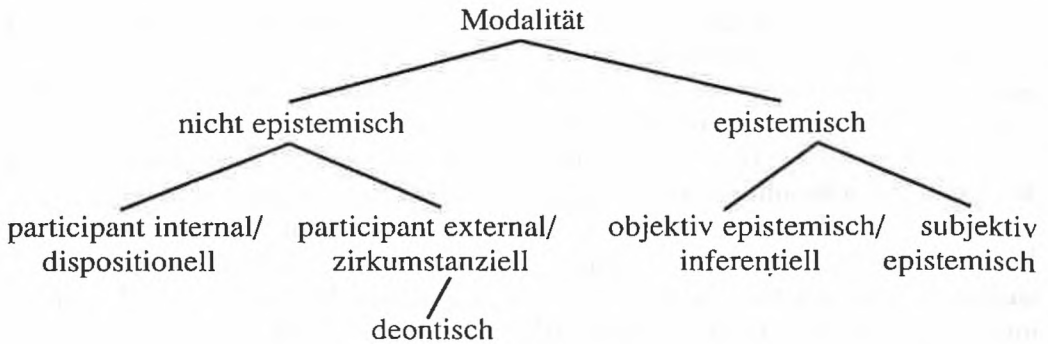 Modalität
nicht epistemisch epistemisch
participant internal/ participant external/ objektiv epistemisch/ subjektiv
dispositionell zirkumstanziell inferentiell epistemisch
deontisch